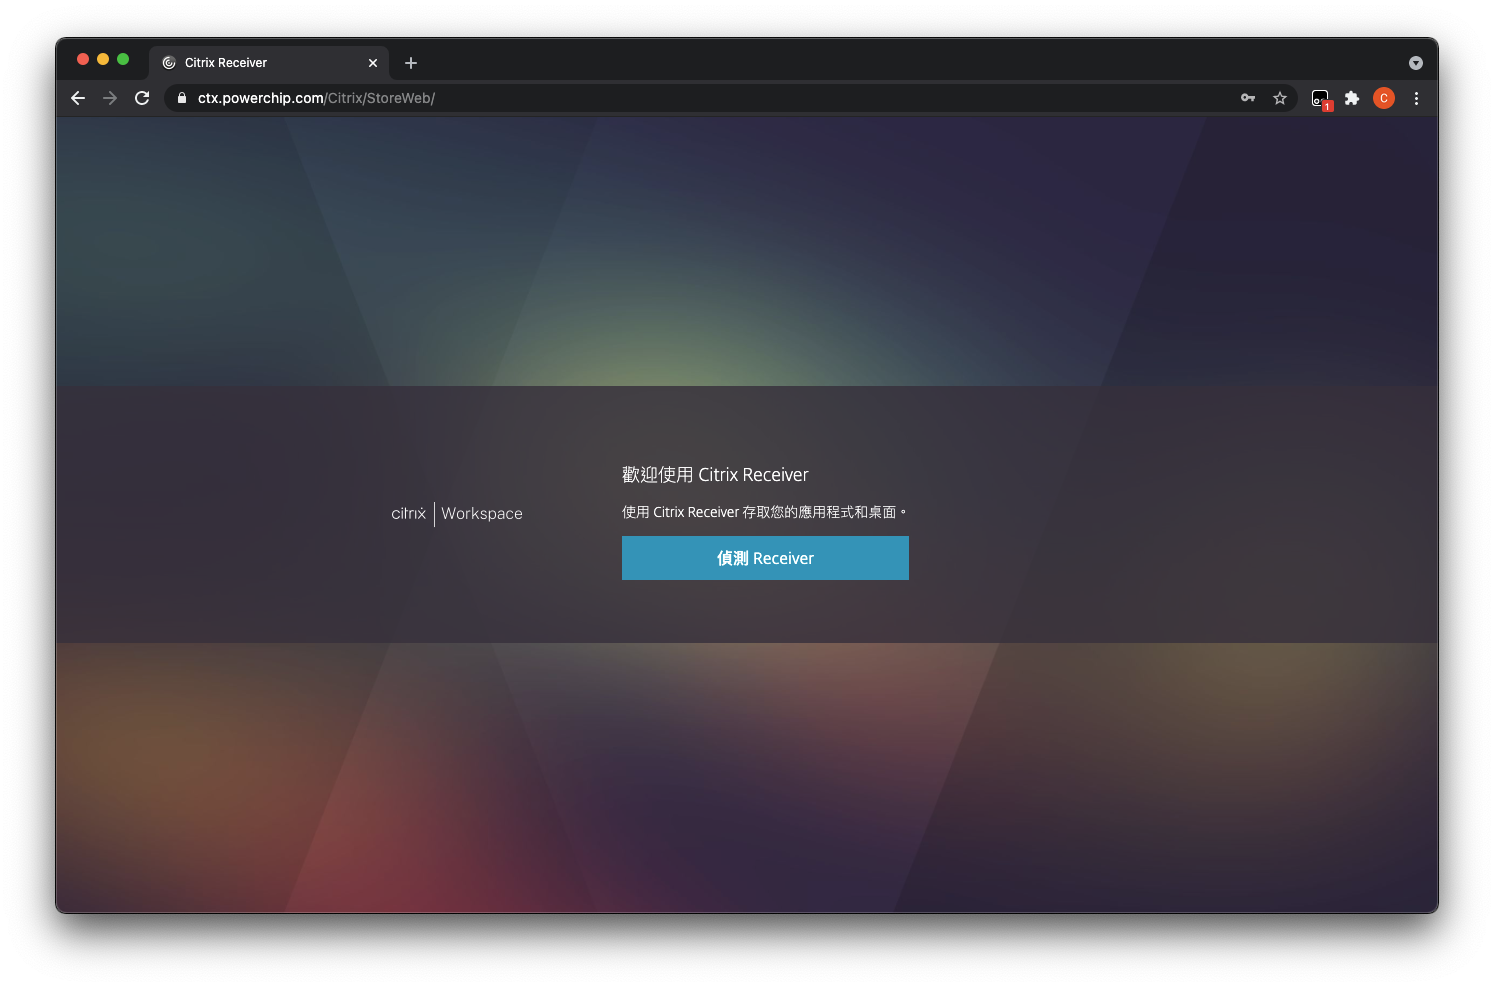 Citrix Receiver
ctx.powerchip.com/Citrix/StoreWeb/
1
C
歡迎使用 Citrix Receiver
使用 Citrix Receiver 存取您的應用程式和桌面。
citrix | Workspace
偵測 Receiver